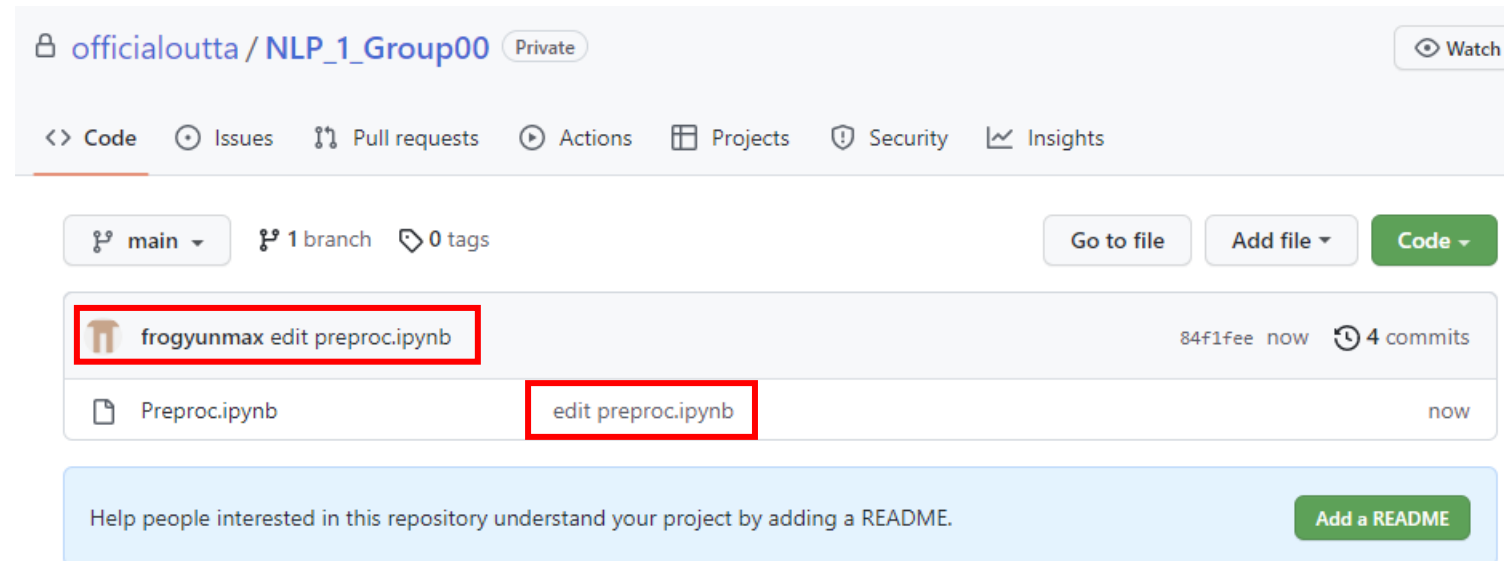 officialoutta / NLP_1_Group00 Private Watch
<> Code Issues Pull requests Actions Projects Security Insights
main 1 branch 0 tags Go to file Add file Code
frogyunmax edit preproc.ipynb 84f1fee now 4 commits
Preproc.ipynb edit preproc.ipynb now
Help people interested in this repository understand your project by adding a README. Add a README